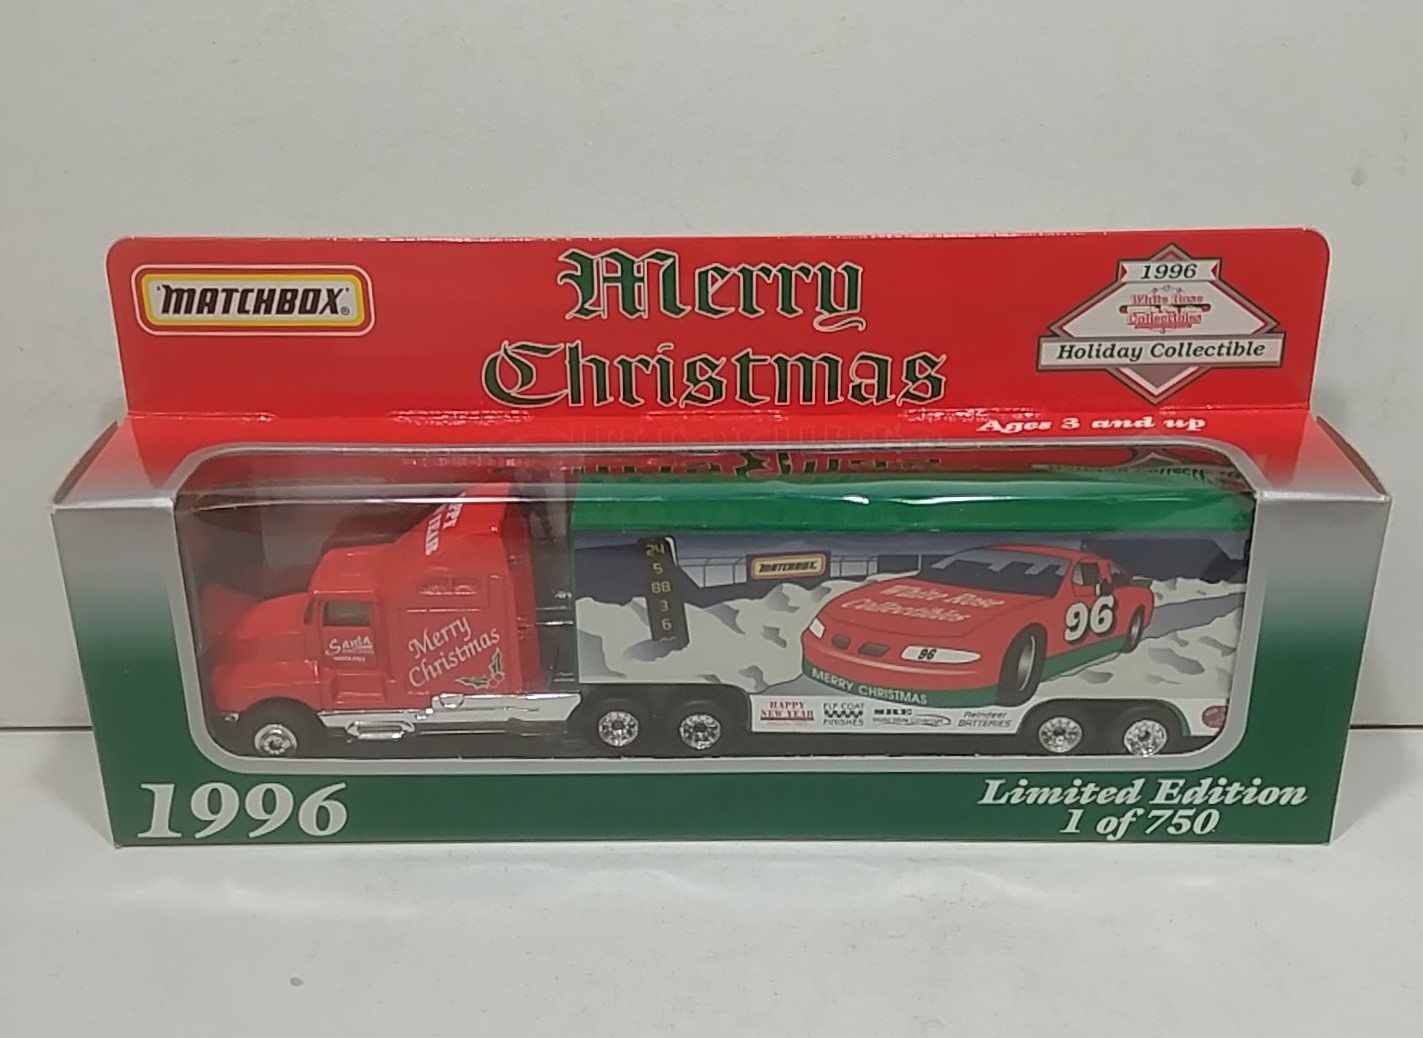 'MATCHBOX'®
Merry
Christmas
1996
White Rose
Collectibles
Holiday Collectible
Ages 3 and up
HAPPY
Santa
Merry
Christmas
24
5
88
3
6
MATCHBOX
White Rose
Collectibles
96
96
MERRY CHRISTMAS
HAPPY
NEW YEAR
ELF COAT
FINISHES
Reindeer
BATTERIES
1996
Limited Edition
1 of 750